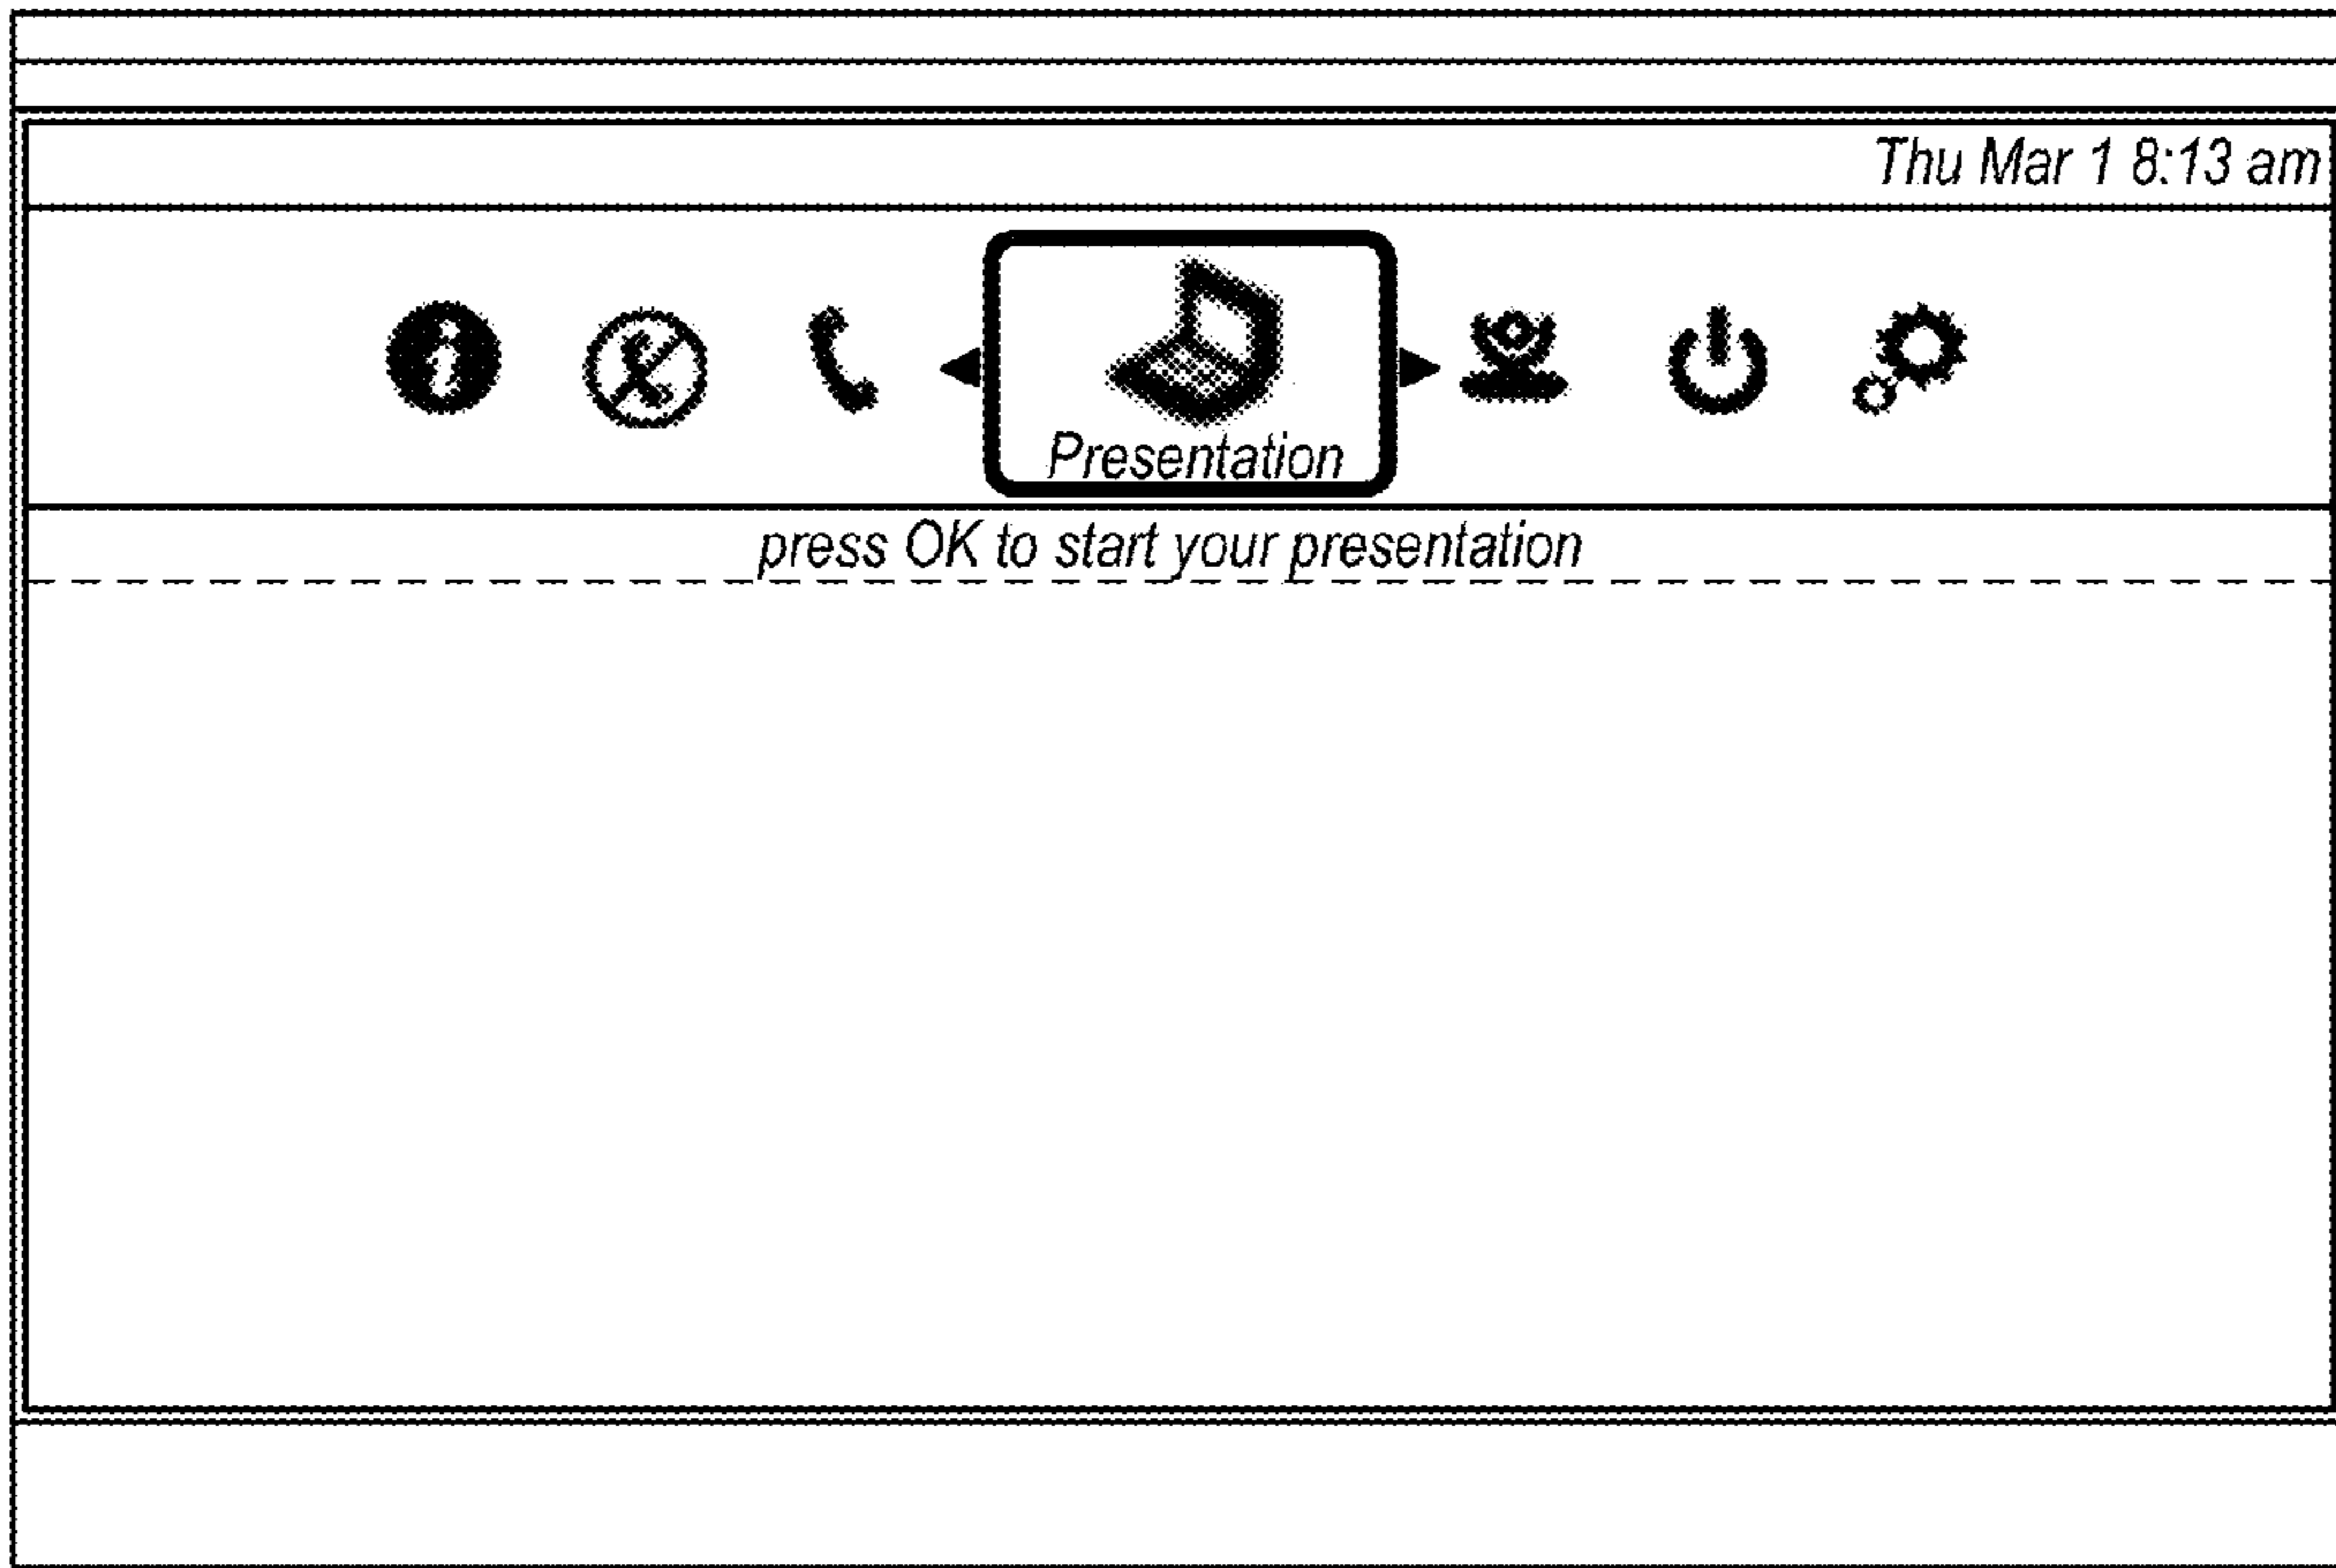 Thu Mar 1 8:13 am
Presentation
press OK to start your presentation